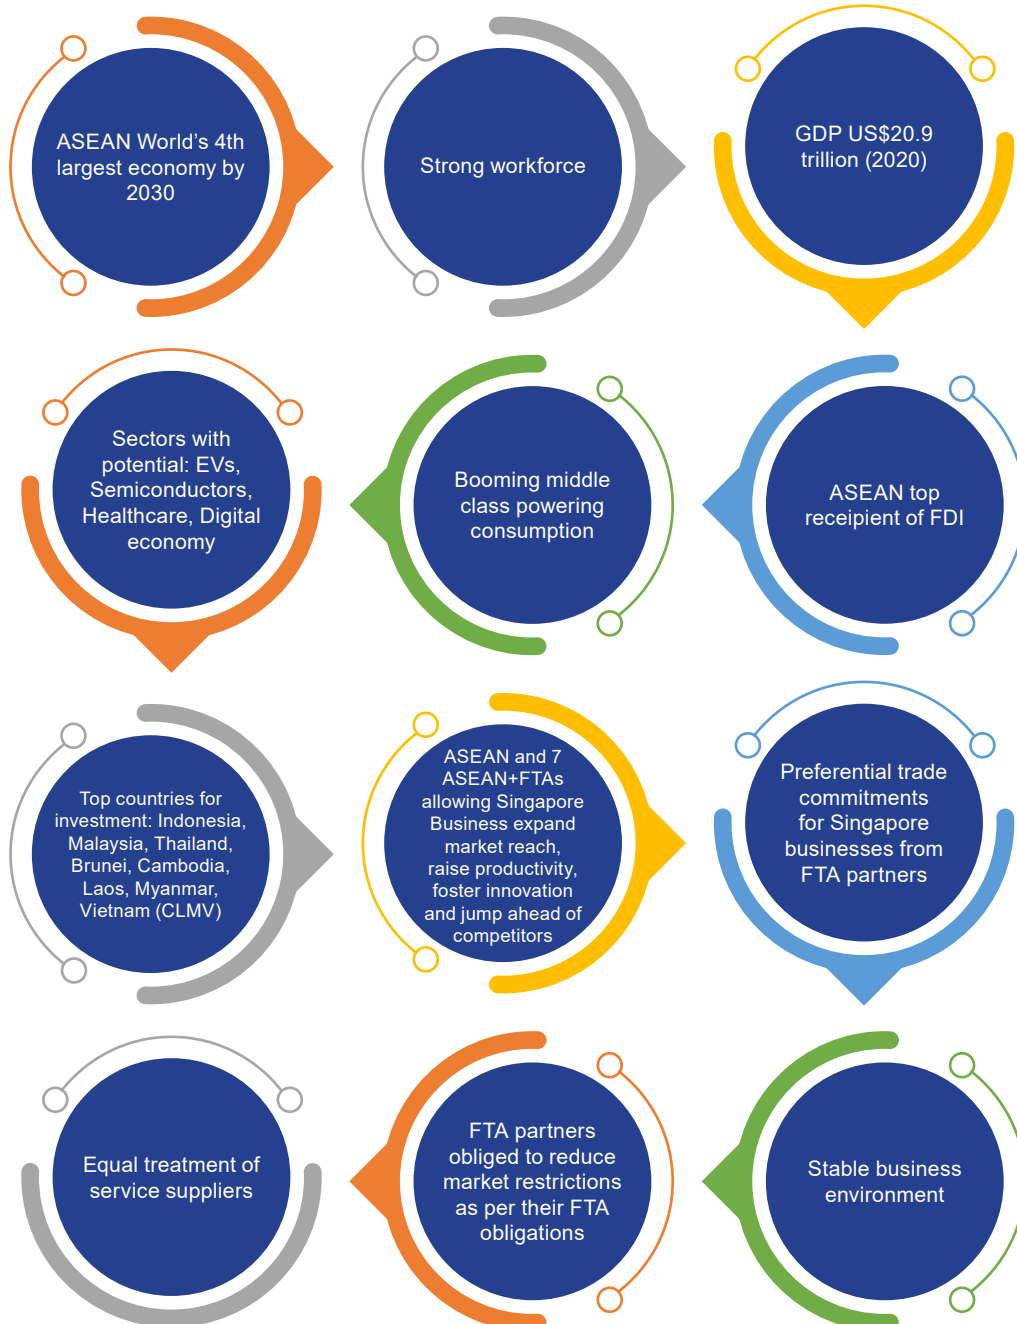 ASEAN World’s 4th
largest economy by
2030
Strong workforce
GDP US$20.9
trillion (2020)
ASEAN top
receipient of FDI
Booming middle
class powering
consumption
Sectors with
potential: EVs,
Semiconductors,
Healthcare, Digital
economy
Top countries for
investment: Indonesia,
Malaysia, Thailand,
Brunei, Cambodia,
Laos, Myanmar,
Vietnam (CLMV)
ASEAN and 7
ASEAN+FTAs
allowing Singapore
Business expand
market reach,
raise productivity,
foster innovation
and jump ahead of
competitors
Preferential trade
commitments
for Singapore
businesses from
FTA partners
Stable business
environment
FTA partners
obliged to reduce
market restrictions
as per their FTA
obligations
Equal treatment of
service suppliers